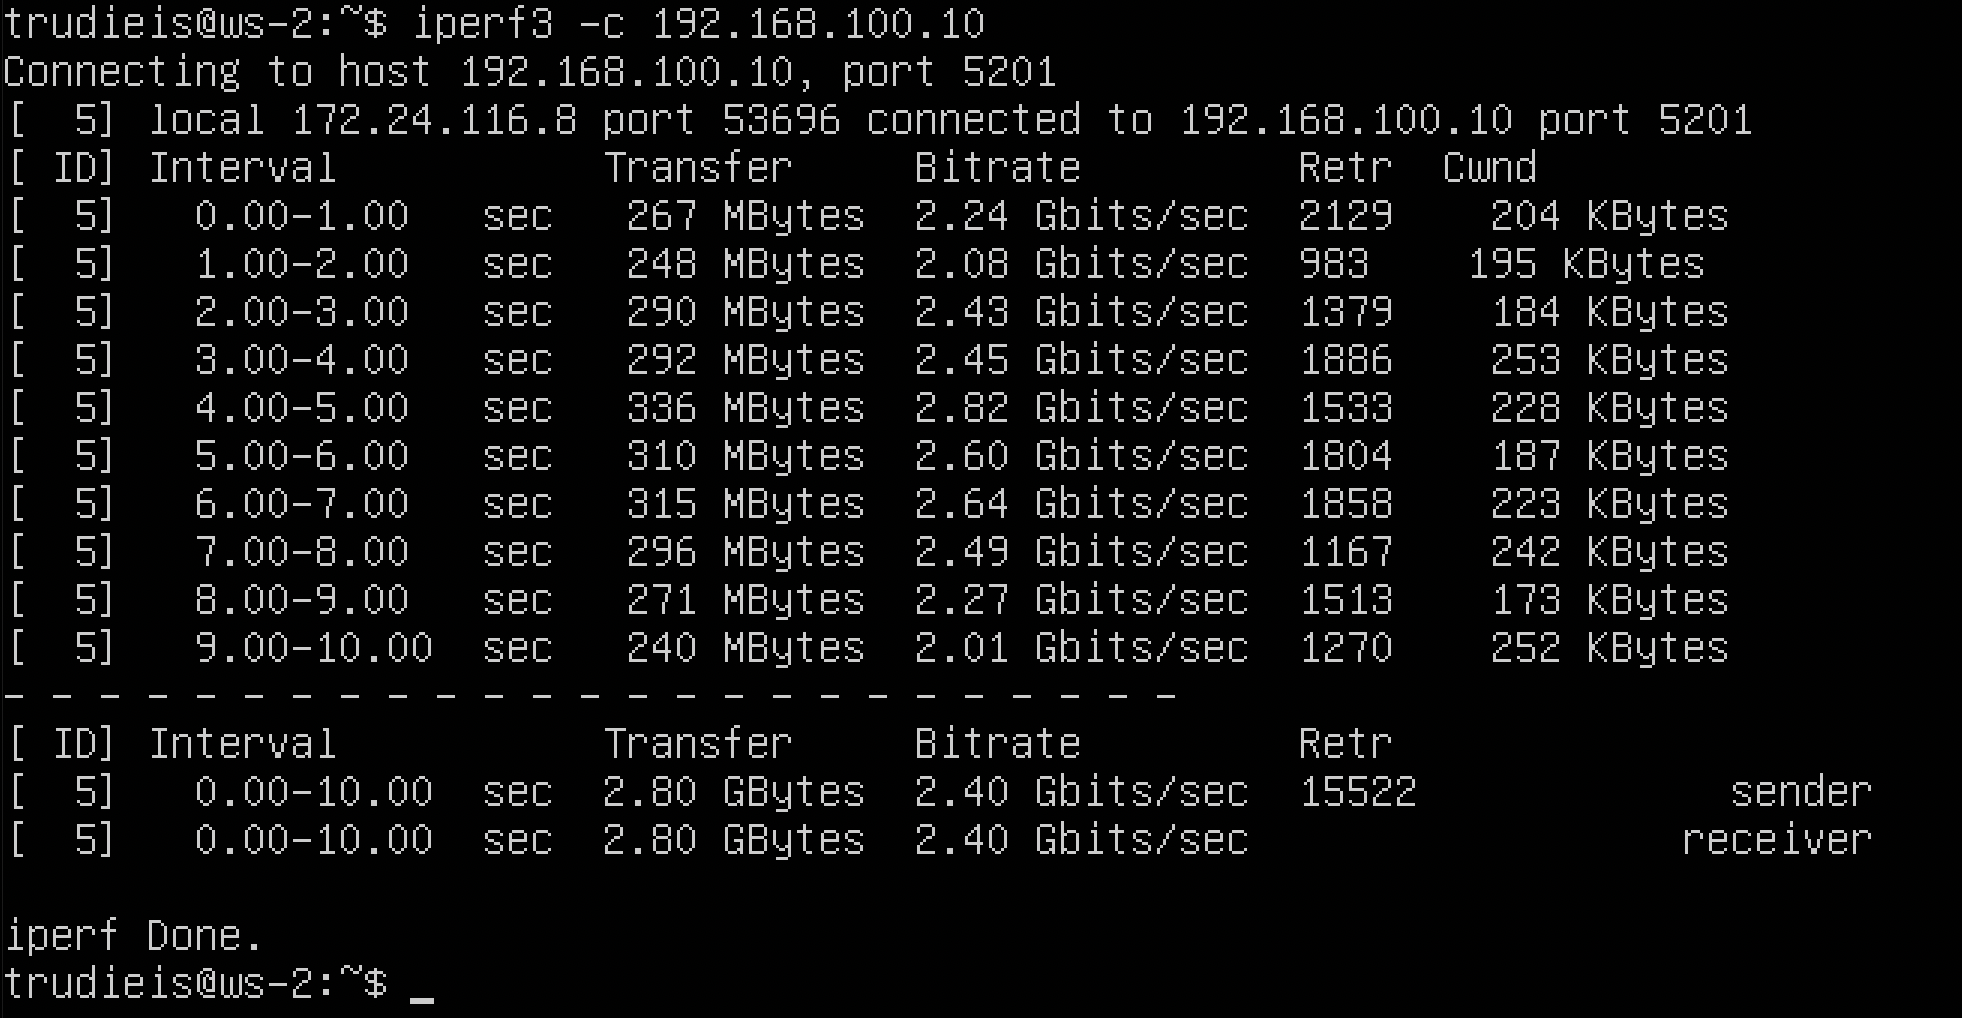 trudieis@ws-2:~$ iperf3 -c 192.168.100.10
Connecting to host 192.168.100.10, port 5201
[  5] local 172.24.116.8 port 53696 connected to 192.168.100.10 port 5201
[ ID] Interval           Transfer     Bitrate         Retr  Cwnd
[  5]   0.00-1.00   sec   267 MBytes  2.24 Gbits/sec  2129    204 KBytes
[  5]   1.00-2.00   sec   248 MBytes  2.08 Gbits/sec  983    195 KBytes
[  5]   2.00-3.00   sec   290 MBytes  2.43 Gbits/sec  1379    184 KBytes
[  5]   3.00-4.00   sec   292 MBytes  2.45 Gbits/sec  1886    253 KBytes
[  5]   4.00-5.00   sec   336 MBytes  2.82 Gbits/sec  1533    228 KBytes
[  5]   5.00-6.00   sec   310 MBytes  2.60 Gbits/sec  1804    187 KBytes
[  5]   6.00-7.00   sec   315 MBytes  2.64 Gbits/sec  1858    223 KBytes
[  5]   7.00-8.00   sec   296 MBytes  2.49 Gbits/sec  1167    242 KBytes
[  5]   8.00-9.00   sec   271 MBytes  2.27 Gbits/sec  1513    173 KBytes
[  5]   9.00-10.00  sec   240 MBytes  2.01 Gbits/sec  1270    252 KBytes
- - - - - - - - - - - - - - - - - - - - - - - - -
[ ID] Interval           Transfer     Bitrate         Retr
[  5]   0.00-10.00  sec  2.80 GBytes  2.40 Gbits/sec  15522             sender
[  5]   0.00-10.00  sec  2.80 GBytes  2.40 Gbits/sec                  receiver
iperf Done.
trudieis@ws-2:~$ _